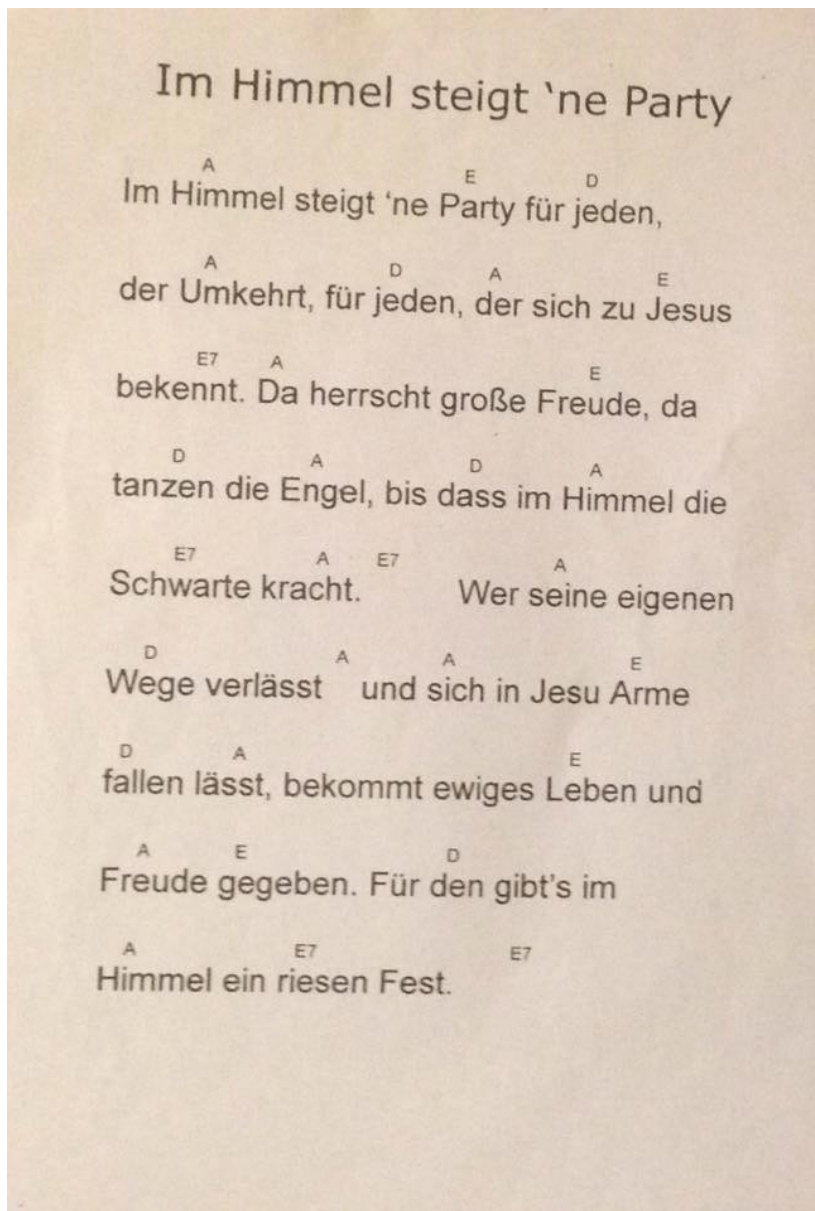 Im Himmel steigt ‘ne Party
A E D
Im Himmel steigt ‘ne Party für jeden,
A D A E
der Umkehrt, für jeden, der sich zu Jesus
E7 A E
bekennt. Da herrscht große Freude, da
D A D A
tanzen die Engel, bis dass im Himmel die
E7 A E7 A
Schwarte kracht. Wer seine eigenen
D A A E
Wege verlässt und sich in Jesu Arme
D A E
fallen lässt, bekommt ewiges Leben und
A E D
Freude gegeben. Für den gibt’s im
A E7 E7
Himmel ein riesen Fest.